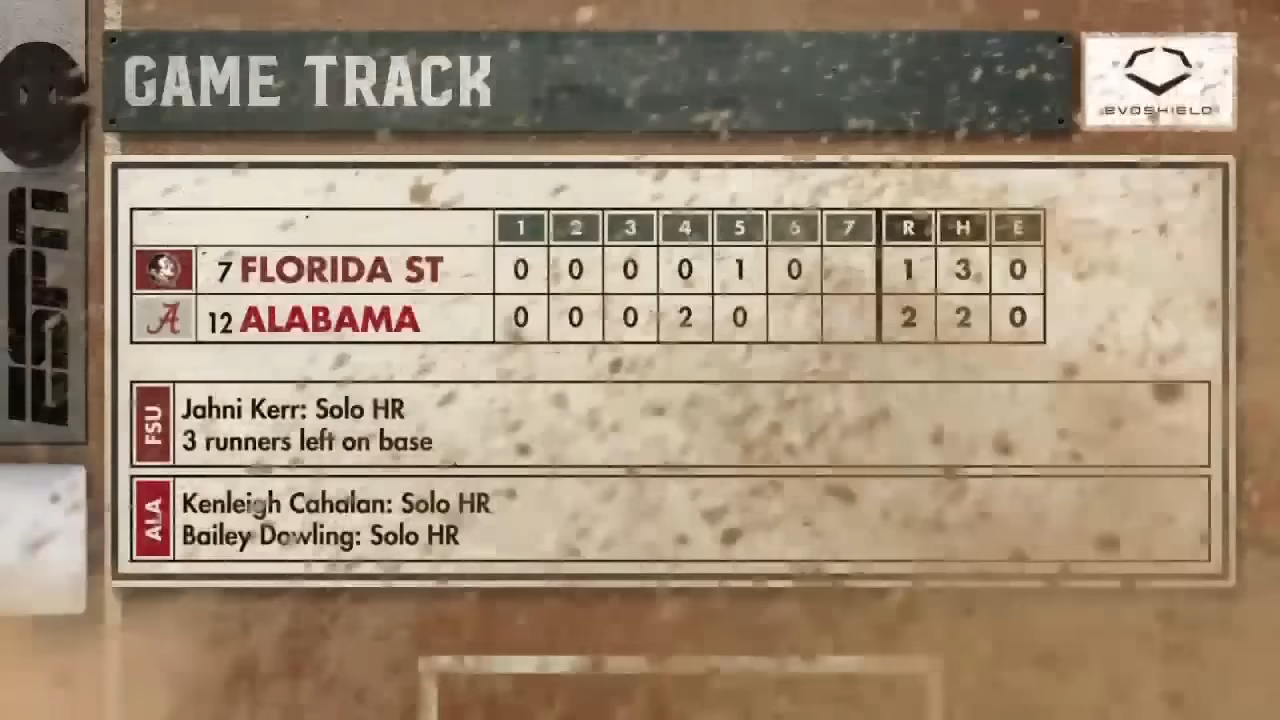 GAME TRACK
EVOSHIELD
ESPN
1 2 3 4 5 6 7 R H E
7 FLORIDA ST 0 0 0 0 1 0 1 3 0
A 12 ALABAMA 0 0 0 2 0 2 2 0
FSU
Jahni Kerr: Solo HR
3 runners left on base
ALA
Kenleigh Cahalan: Solo HR
Bailey Dowling: Solo HR